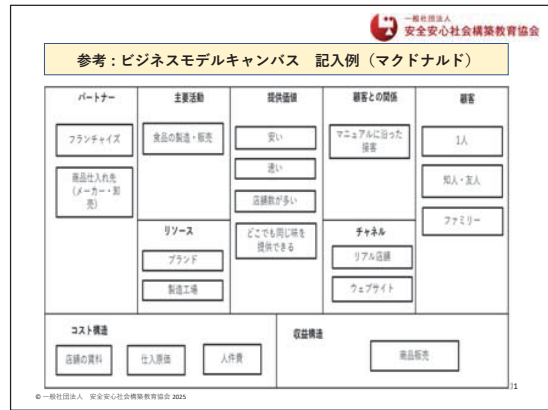 一般社団法人
安全安心社会構築教育協会
参考：ビジネスモデルキャンバス　記入例（マクドナルド）
パートナー
フランチャイズ
商品仕入れ先
（メーカー・卸
売）
主要活動
食品の製造・販売
リソース
ブランド
製造工場
提供価値
安い
速い
店舗数が多い
どこでも同じ味を
提供できる
顧客との関係
マニュアルに沿った
接客
チャネル
リアル店舗
ウェブサイト
顧客
1人
知人・友人
ファミリー
コスト構造
店舗の賃料
仕入原価
人件費
収益構造
商品販売
© 一般社団法人　安全安心社会構築教育協会 2025